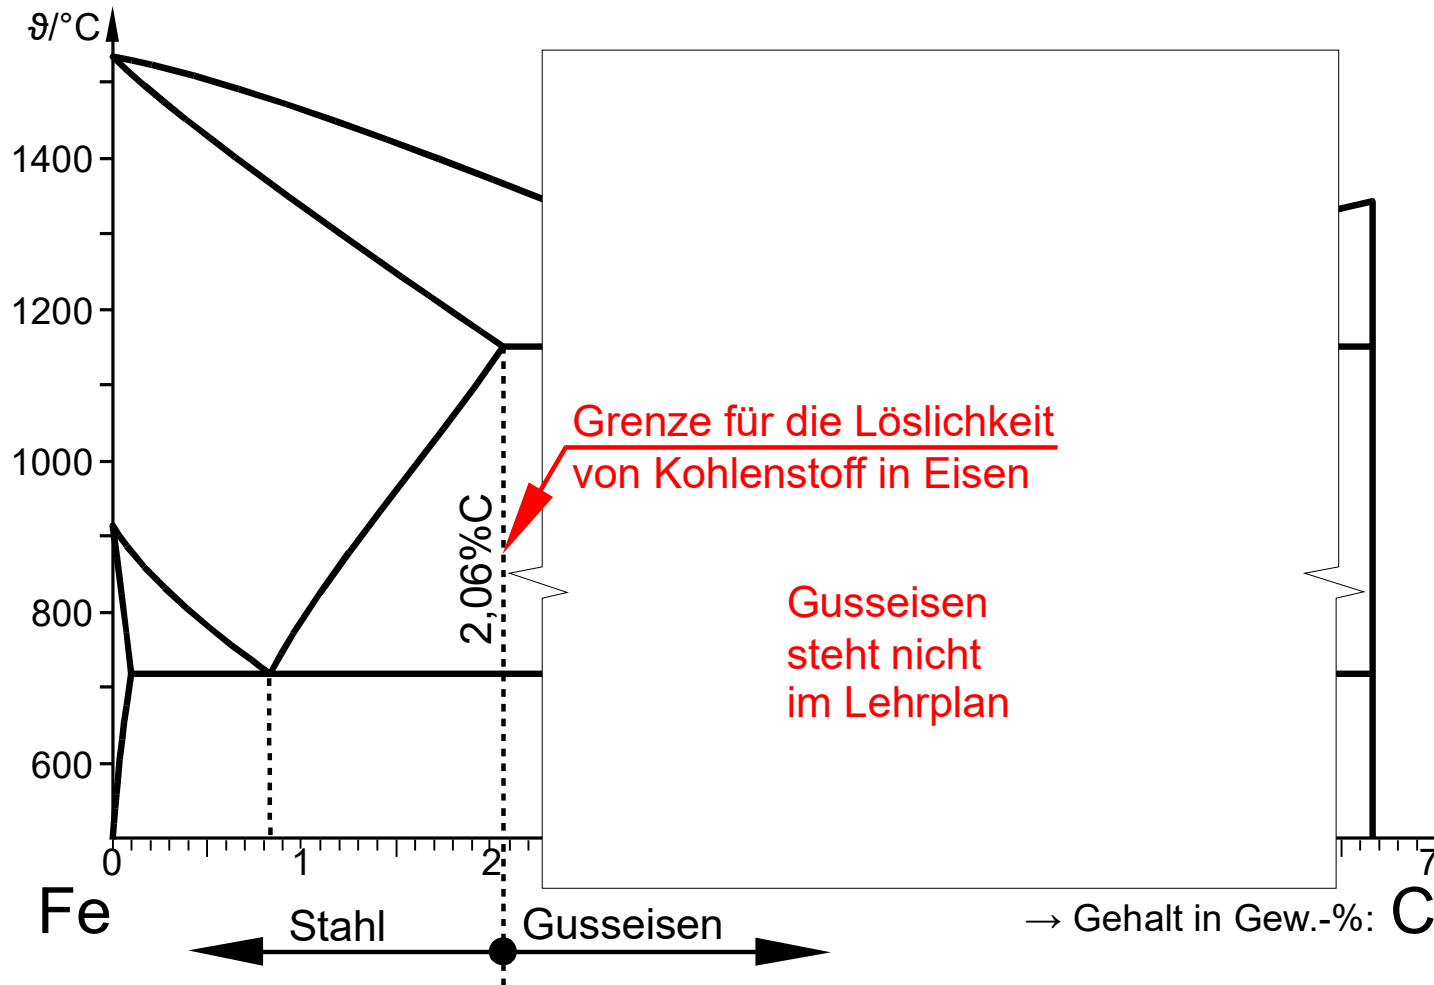 ϑ/°C
1400
1200
1000
800
600
Grenze für die Löslichkeit
von Kohlenstoff in Eisen
2,06%C
Gusseisen
steht nicht
im Lehrplan
0 1 2 7
Fe
Stahl
Gusseisen
→ Gehalt in Gew.-%: C